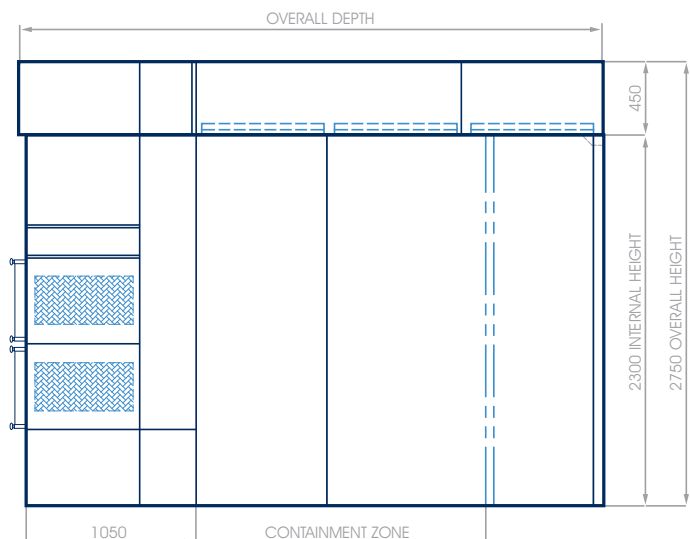 OVERALL DEPTH
450
2300 INTERNAL HEIGHT
2750 OVERALL HEIGHT
1050
CONTAINMENT ZONE